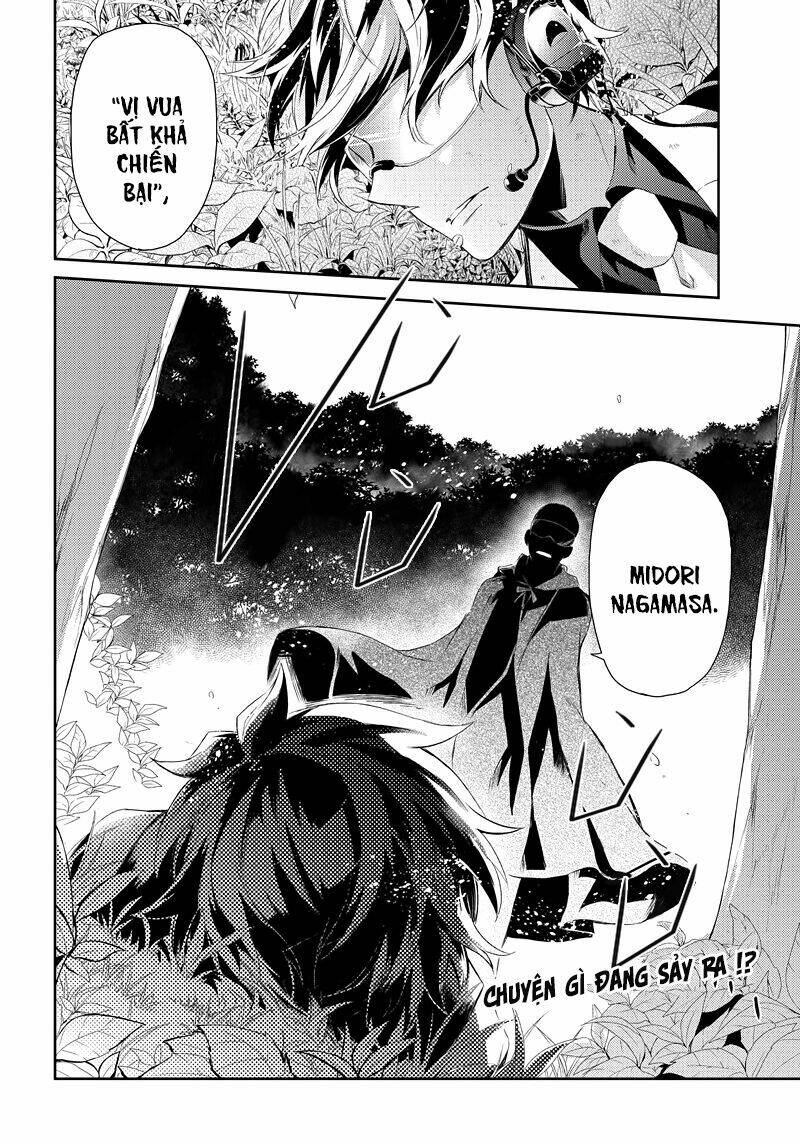 "VỊ VUA
BẤT KHẢ
CHIẾN
BẠI",
MIDORI
NAGAMASA.
CHUYỆN GÌ ĐANG SẢY RA !?